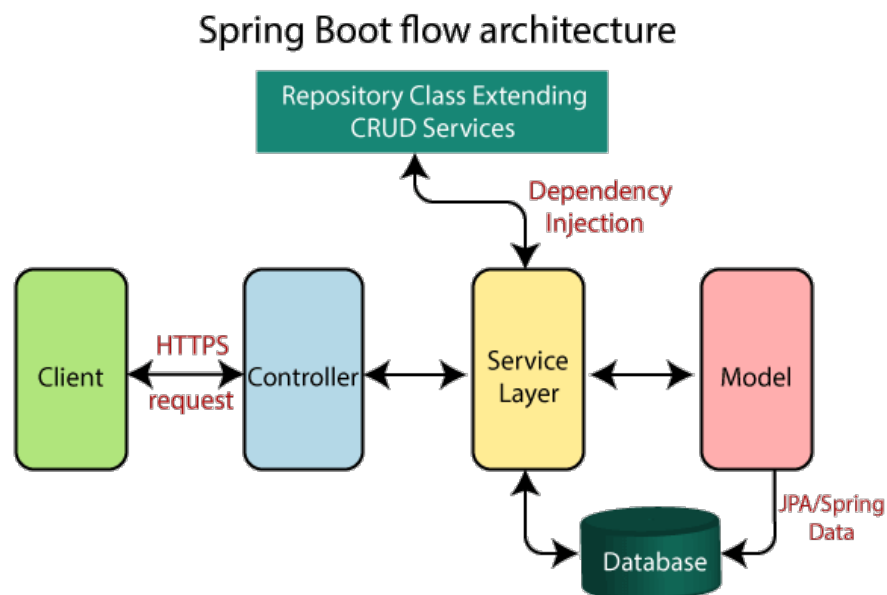 Spring Boot flow architecture
Repository Class Extending
CRUD Services
Dependency
Injection
Client
HTTPS
request
Controller
Service
Layer
Model
JPA/Spring
Data
Database